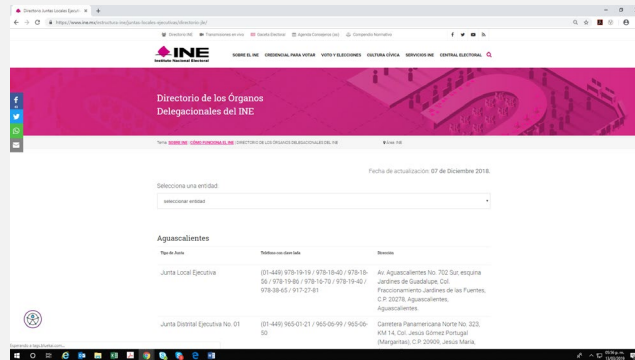 Directorio Juntas Locales Ejecuti
https://www.ine.mx/estructura-ine/juntas-locales-ejecutivas/directorio-jle/
Directorio INE Transmisiones en vivo Gaceta Electoral Agenda Consejeros (as) Compendio Normativo
INE
Instituto Nacional Electoral
SOBRE EL INE CREDENCIAL PARA VOTAR VOTO Y ELECCIONES CULTURA CÍVICA SERVICIOS INE CENTRAL ELECTORAL
Directorio de los Órganos
Delegacionales del INE
Tema: SOBRE INE | CÓMO FUNCIONA EL INE | DIRECTORIO DE LOS ÓRGANOS DELEGACIONALES DEL INE Área: INE
Fecha de actualización: 07 de Diciembre 2018.
Selecciona una entidad
seleccionar entidad
Aguascalientes
Tipo de Junta Teléfono con clave lada Dirección
Junta Local Ejecutiva (01-449) 978-19-19 / 978-18-40 / 978-18- Av. Aguascalientes No. 702 Sur, esquina
56 / 978-19-86 / 978-16-70 / 978-19-40 / Jardines de Guadalupe, Col.
978-38-65 / 917-27-81 Fraccionamiento Jardines de las Fuentes,
C.P. 20278, Aguascalientes,
Aguascalientes.
Junta Distrital Ejecutiva No. 01 (01-449) 965-01-21 / 965-06-99 / 965-06- Carretera Panamericana Norte No. 323,
50 KM 14, Col. Jesus Gómez Portugal
(Margaritas), C.P. 20909, Jesús María,
05:16 p. m.
13/03/2019